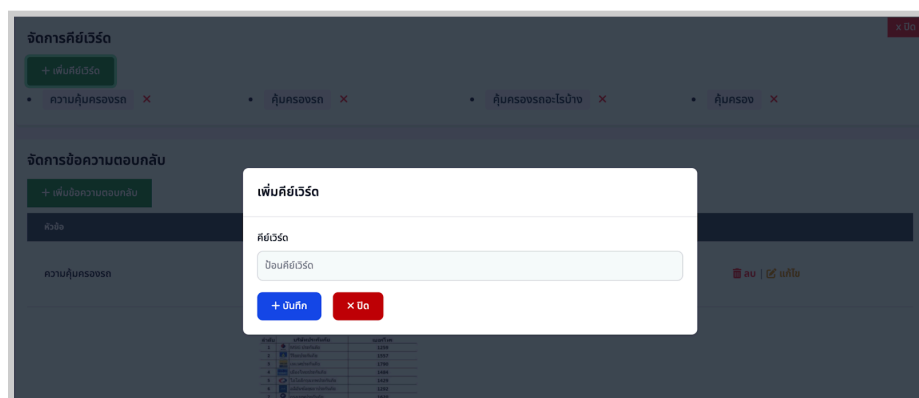 จัดการคีย์เวิร์ด
x ปิด
+ เพิ่มคีย์เวิร์ด
• ความคุ้มครองรถ × • คุ้มครองรถ × • คุ้มครองรถอะไรบ้าง × • คุ้มครอง ×
จัดการข้อความตอบกลับ
+ เพิ่มข้อความตอบกลับ
หัวข้อ
ความคุ้มครองรถ ลบ | แก้ไข
เพิ่มคีย์เวิร์ด
คีย์เวิร์ด
ป้อนคีย์เวิร์ด
+ บันทึก × ปิด